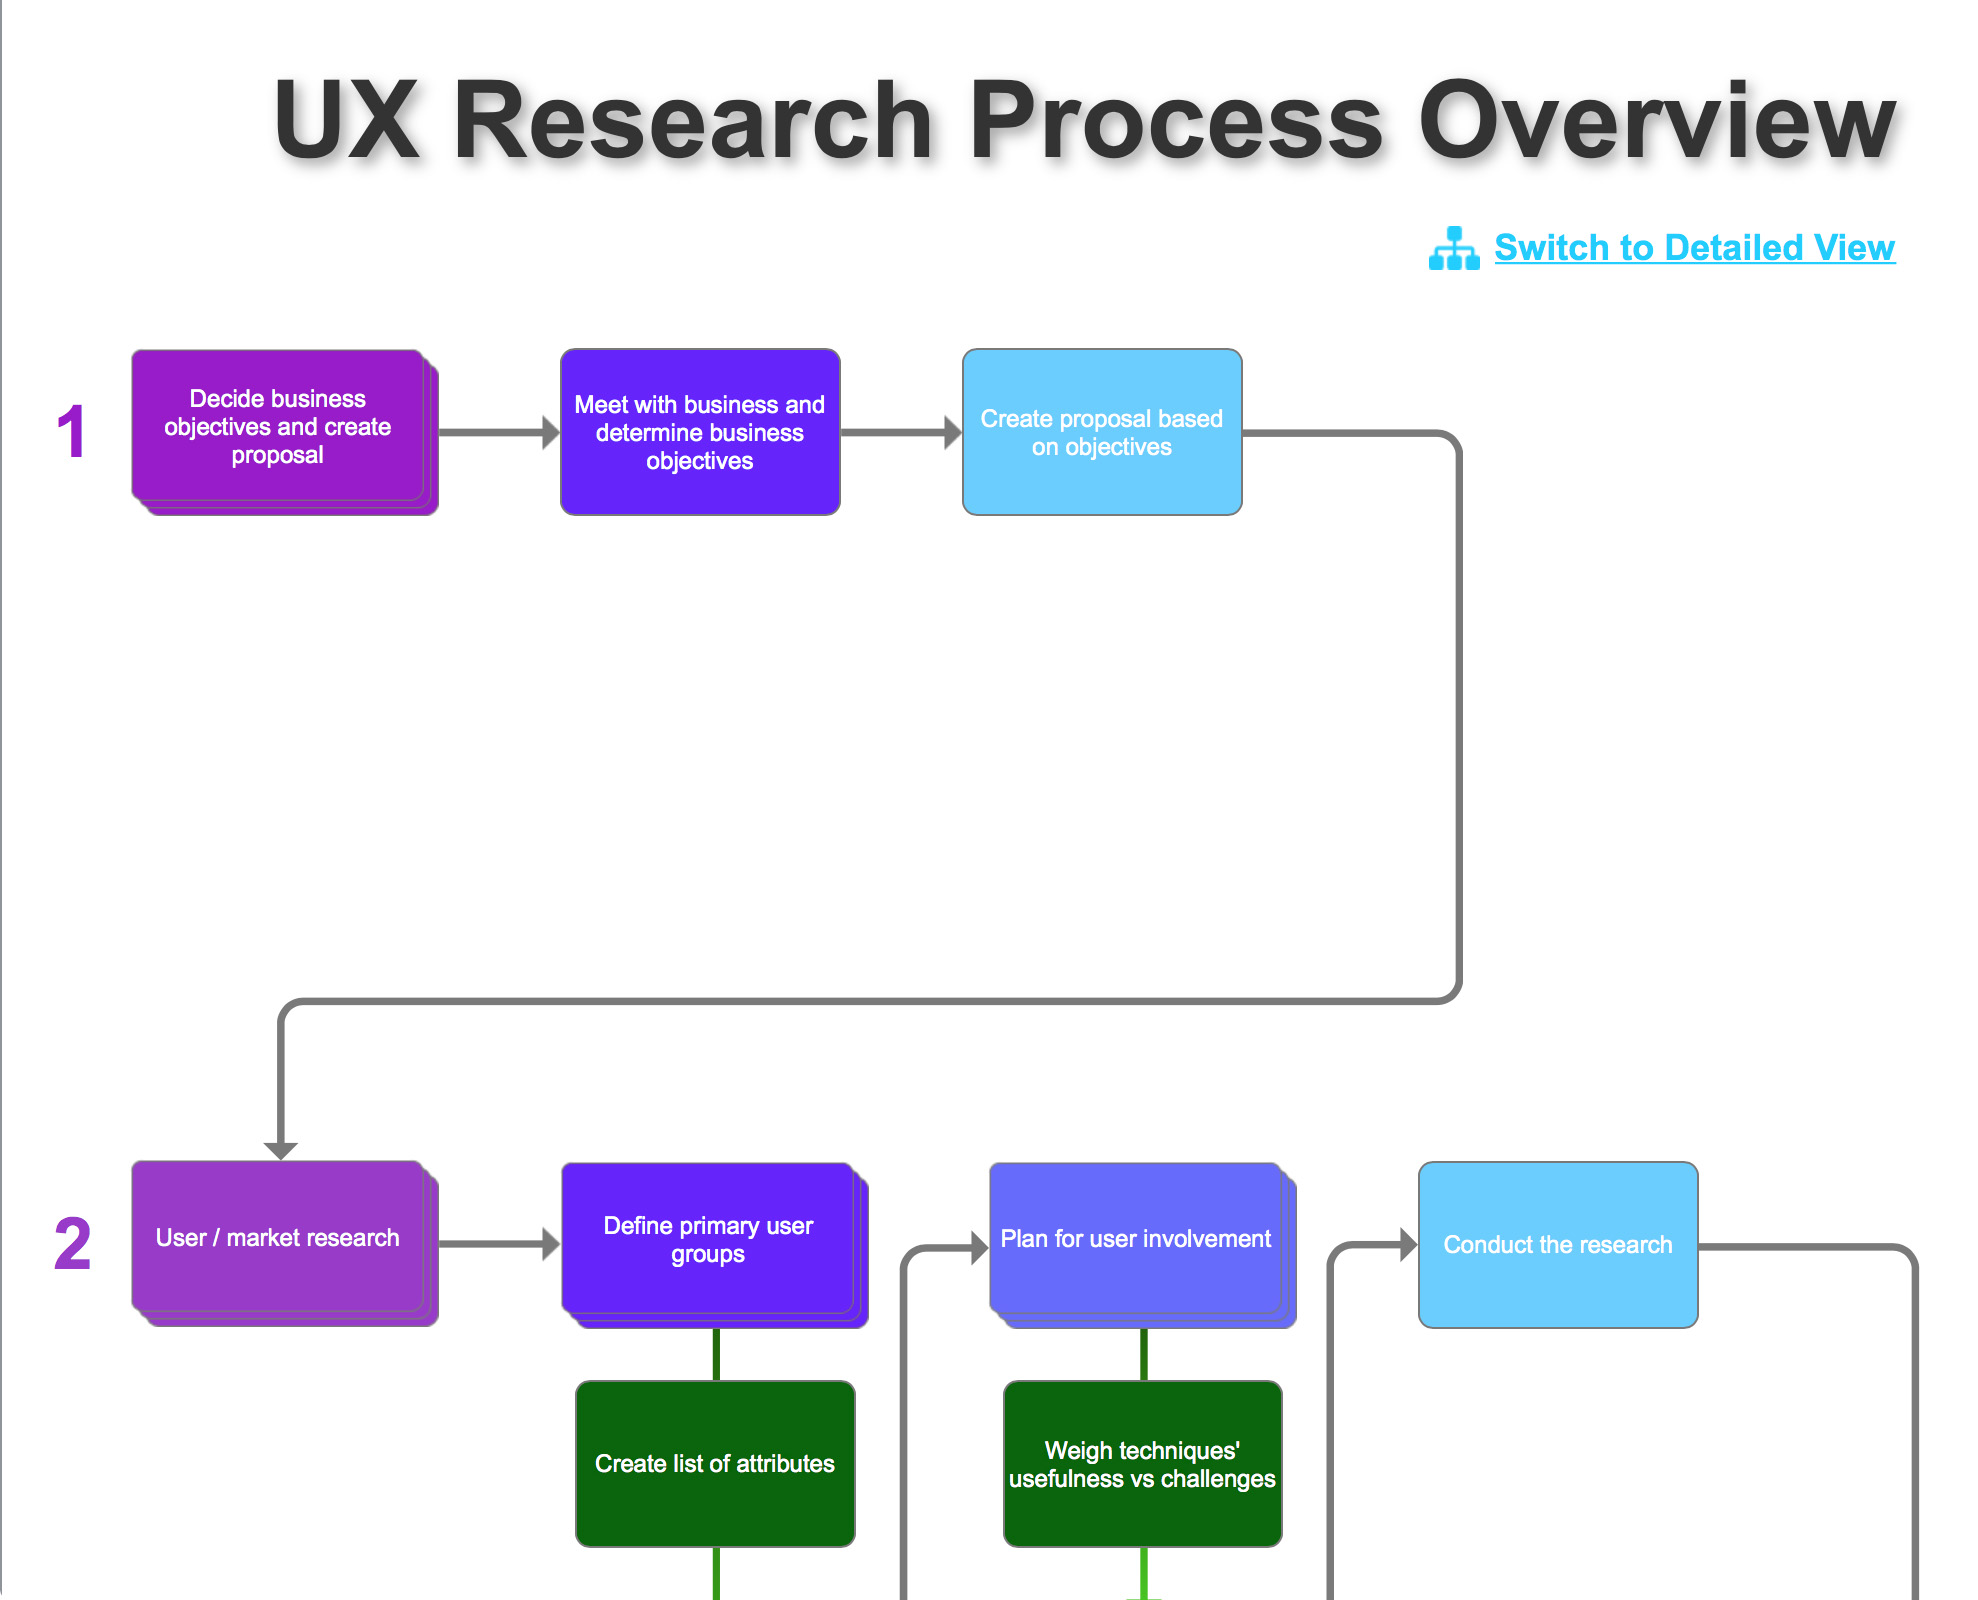 UX Research Process Overview
Switch to Detailed View
1
Decide business
objectives and create
proposal
Meet with business and
determine business
objectives
Create proposal based
on objectives
2
User / market research
Define primary user
groups
Plan for user involvement
Conduct the research
Create list of attributes
Weigh techniques'
usefulness vs challenges